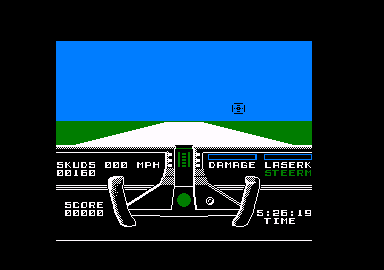 SKUDS 000 MPH DAMAGE LASERK
00160 STEERM
SCORE
00000 5:26:19
TIME